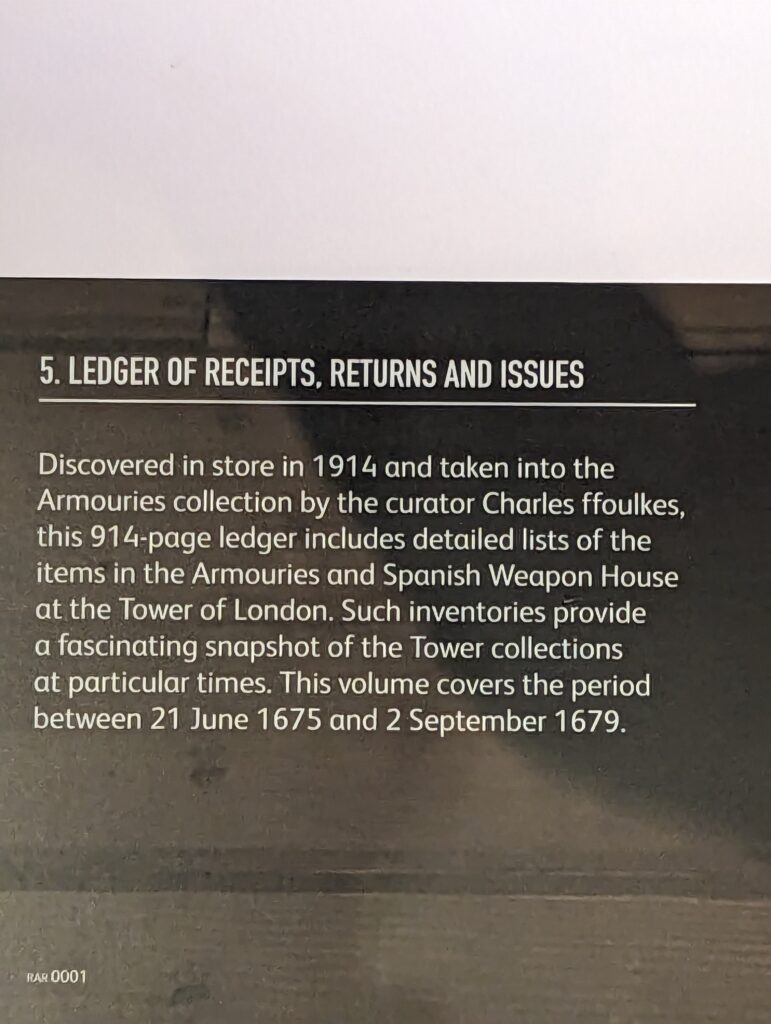 5. LEDGER OF RECEIPTS, RETURNS AND ISSUES
Discovered in store in 1914 and taken into the
Armouries collection by the curator Charles ffoulkes,
this 914-page ledger includes detailed lists of the
items in the Armouries and Spanish Weapon House
at the Tower of London. Such inventories provide
a fascinating snapshot of the Tower collections
at particular times. This volume covers the period
between 21 June 1675 and 2 September 1679.
RAR 0001